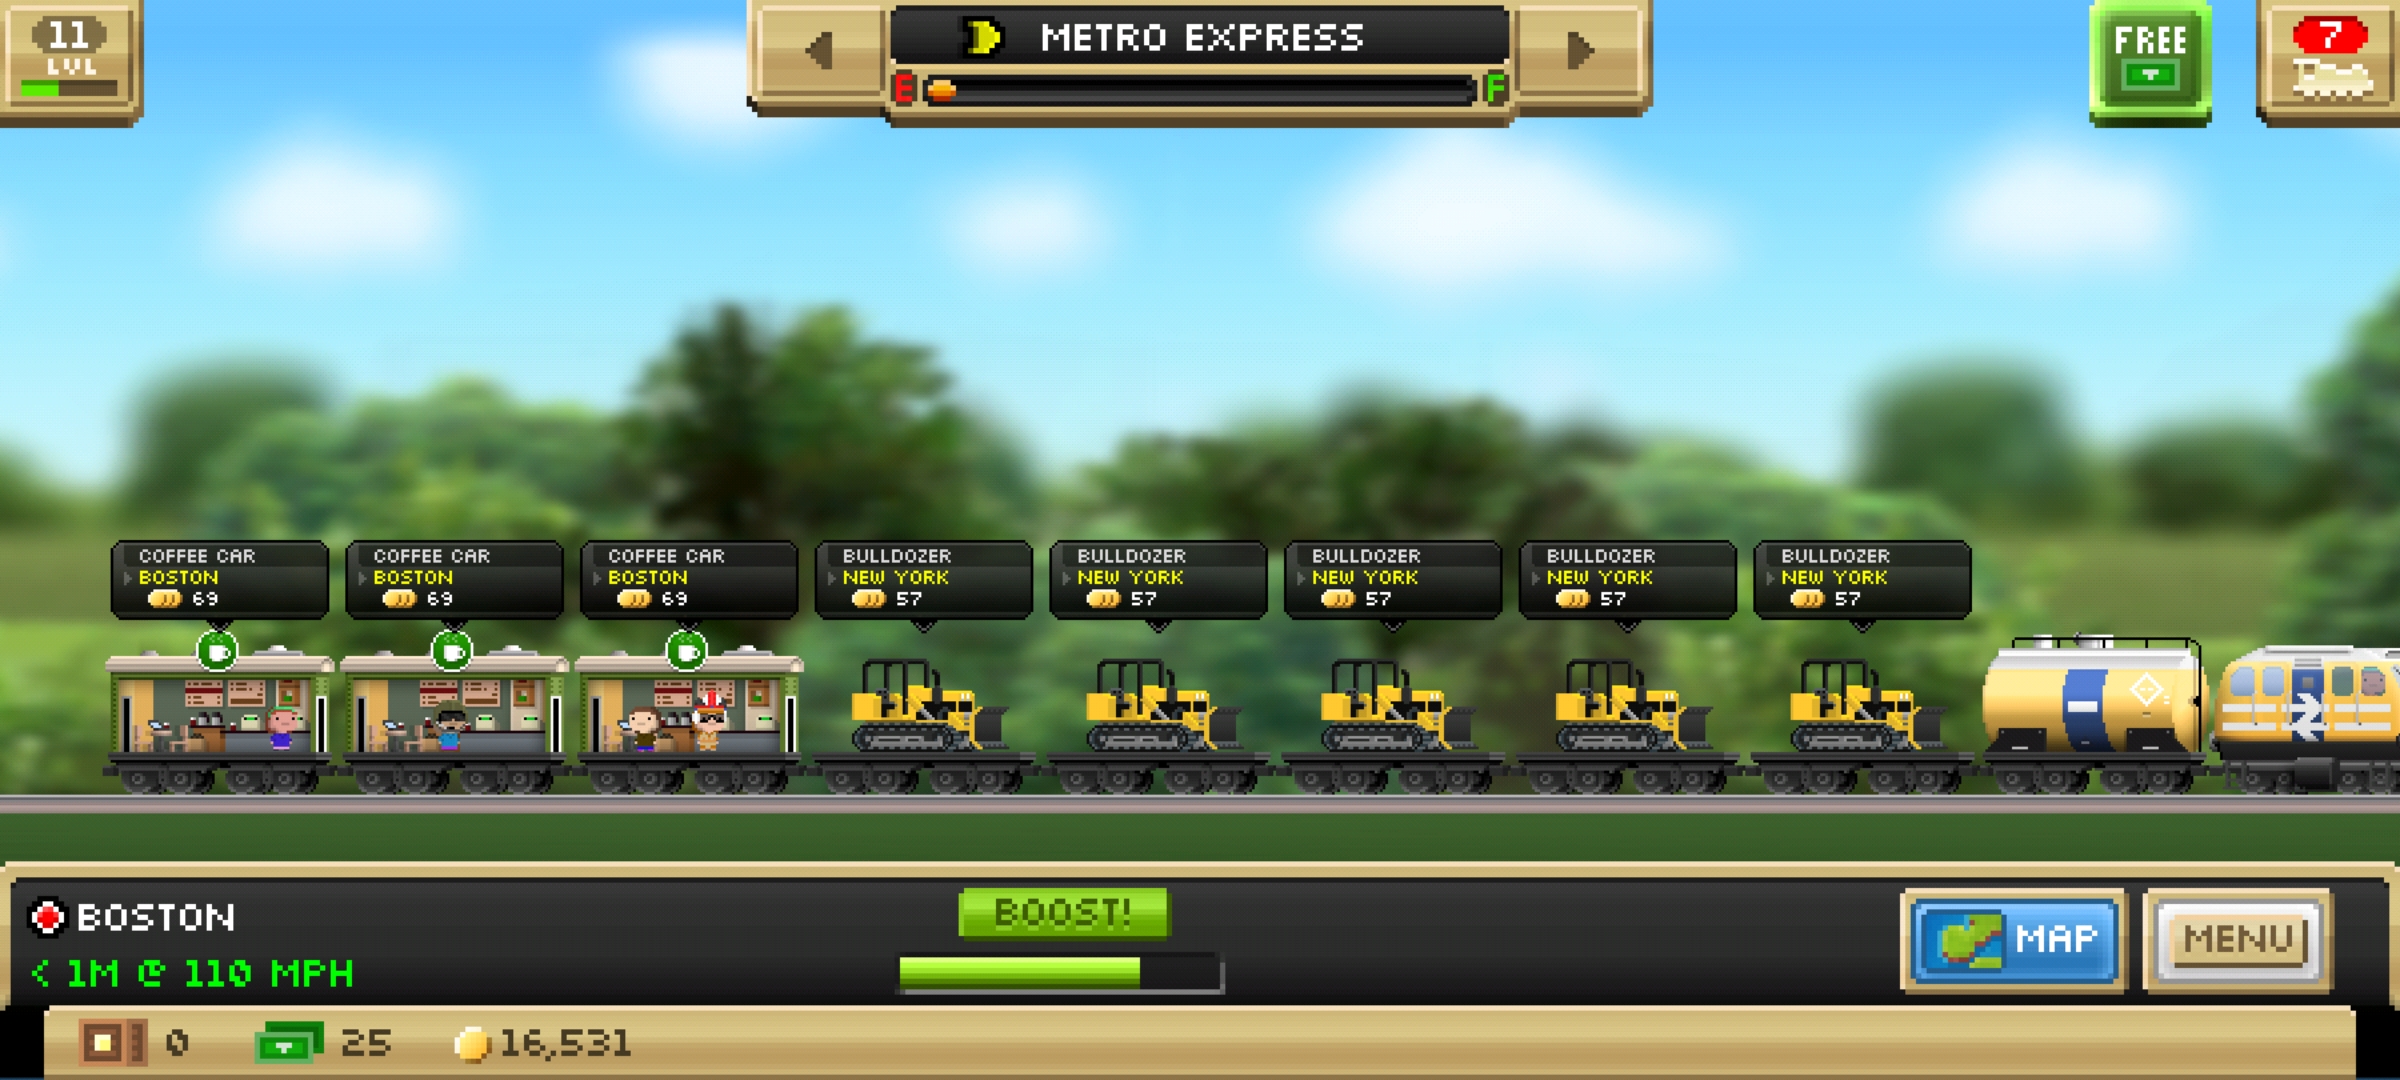 11
LVL
METRO EXPRESS
E F
FREE
7
COFFEE CAR
BOSTON
69
COFFEE CAR
BOSTON
69
COFFEE CAR
BOSTON
69
BULLDOZER
NEW YORK
57
BULLDOZER
NEW YORK
57
BULLDOZER
NEW YORK
57
BULLDOZER
NEW YORK
57
BULLDOZER
NEW YORK
57
BOSTON
< 1M @ 110 MPH
BOOST!
MAP
MENU
0 25 16,531